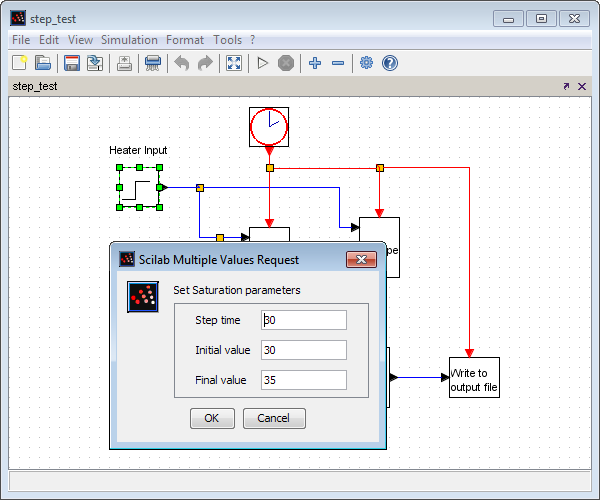 step_test
File Edit View Simulation Format Tools ?
step_test
Heater Input
pe
Scilab Multiple Values Request
Set Saturation parameters
Step time 30
Initial value 30
Final value 35
OK Cancel
Write to
output file